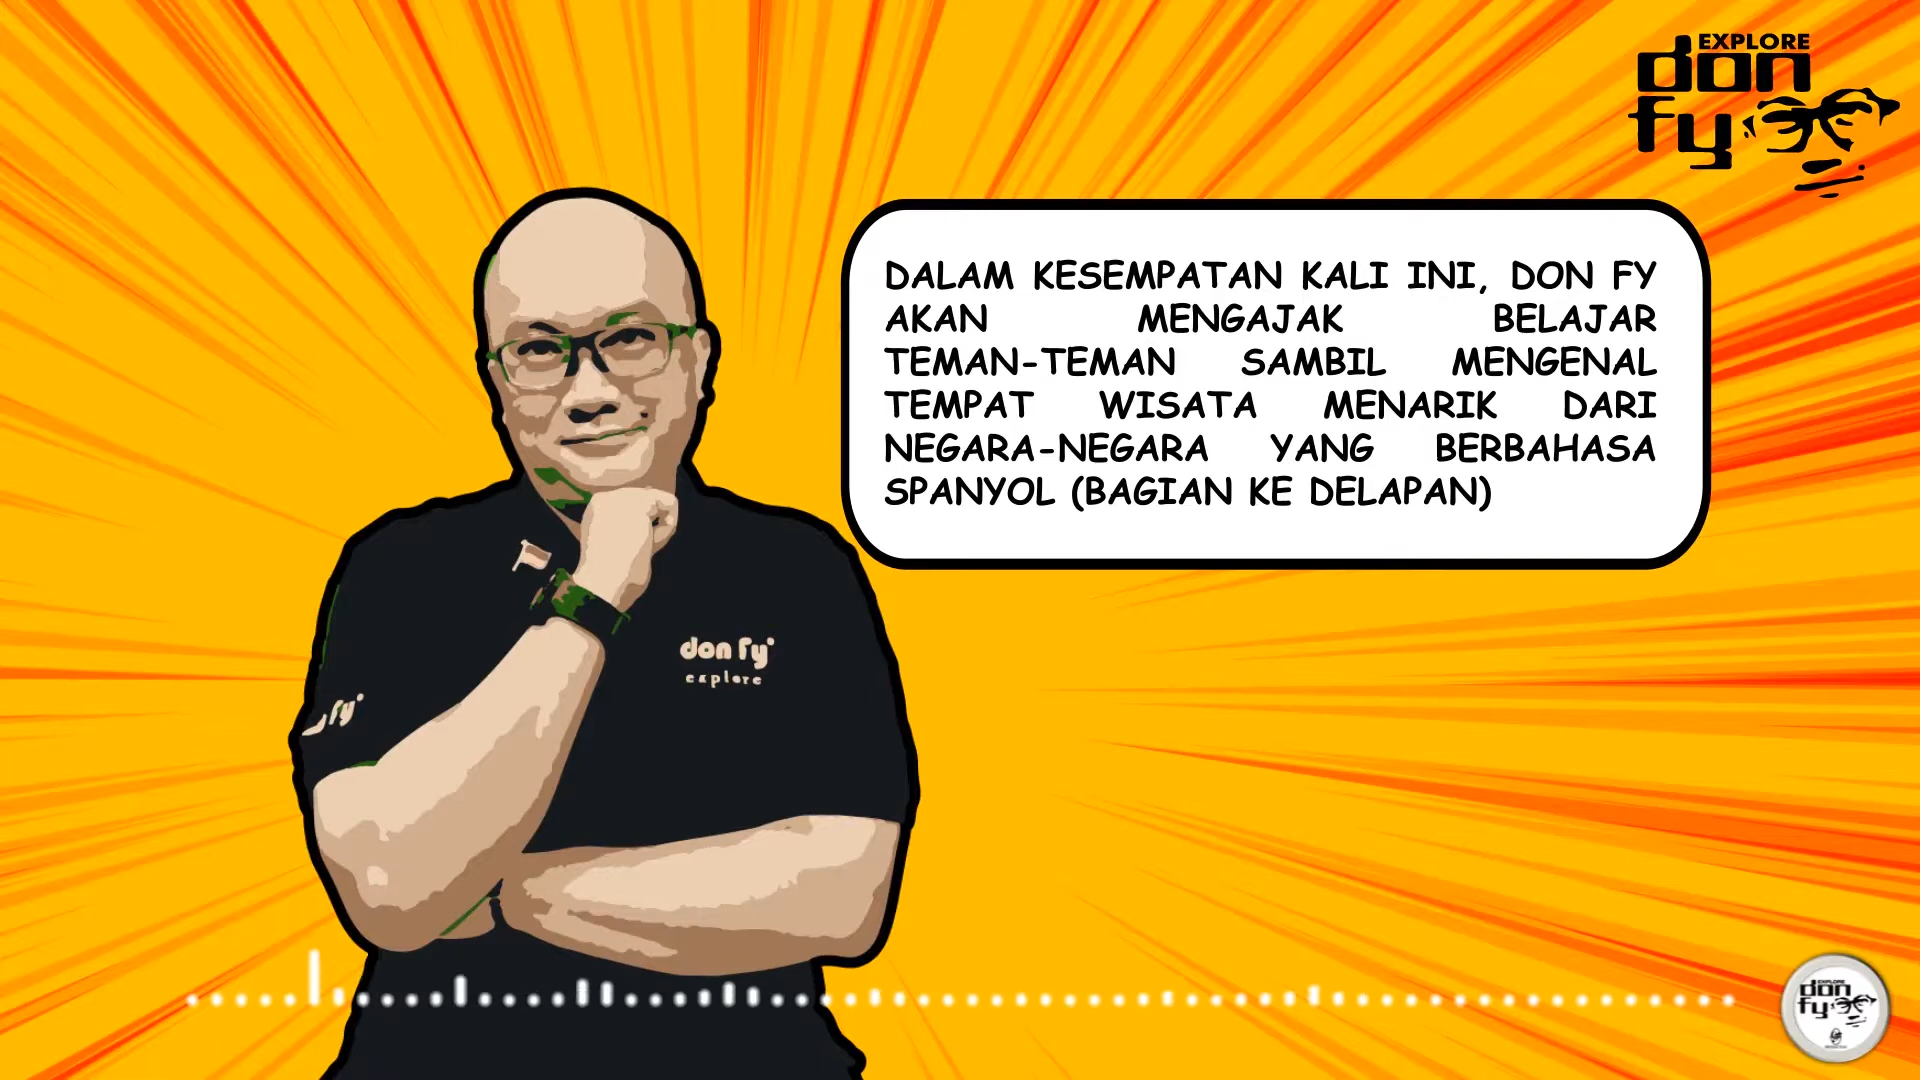 EXPLORE
don
fy
DALAM KESEMPATAN KALI INI, DON FY
AKAN MENGAJAK BELAJAR
TEMAN-TEMAN SAMBIL MENGENAL
TEMPAT WISATA MENARIK DARI
NEGARA-NEGARA YANG BERBAHASA
SPANYOL (BAGIAN KE DELAPAN)
don fy
explore
fy
EXPLORE
don
fy